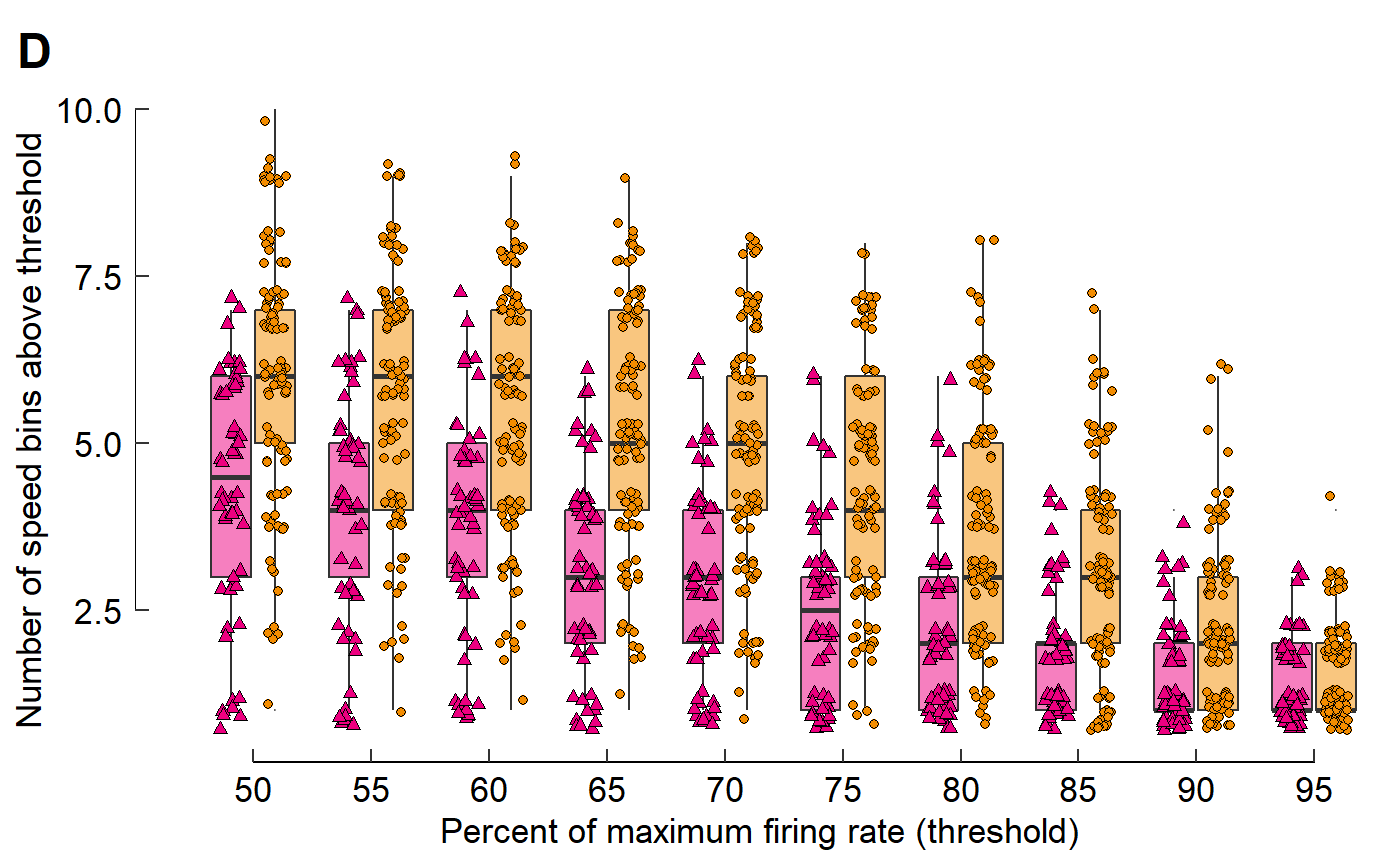 D
Number of speed bins above threshold
10.0
7.5
5.0
2.5
50 55 60 65 70 75 80 85 90 95
Percent of maximum firing rate (threshold)